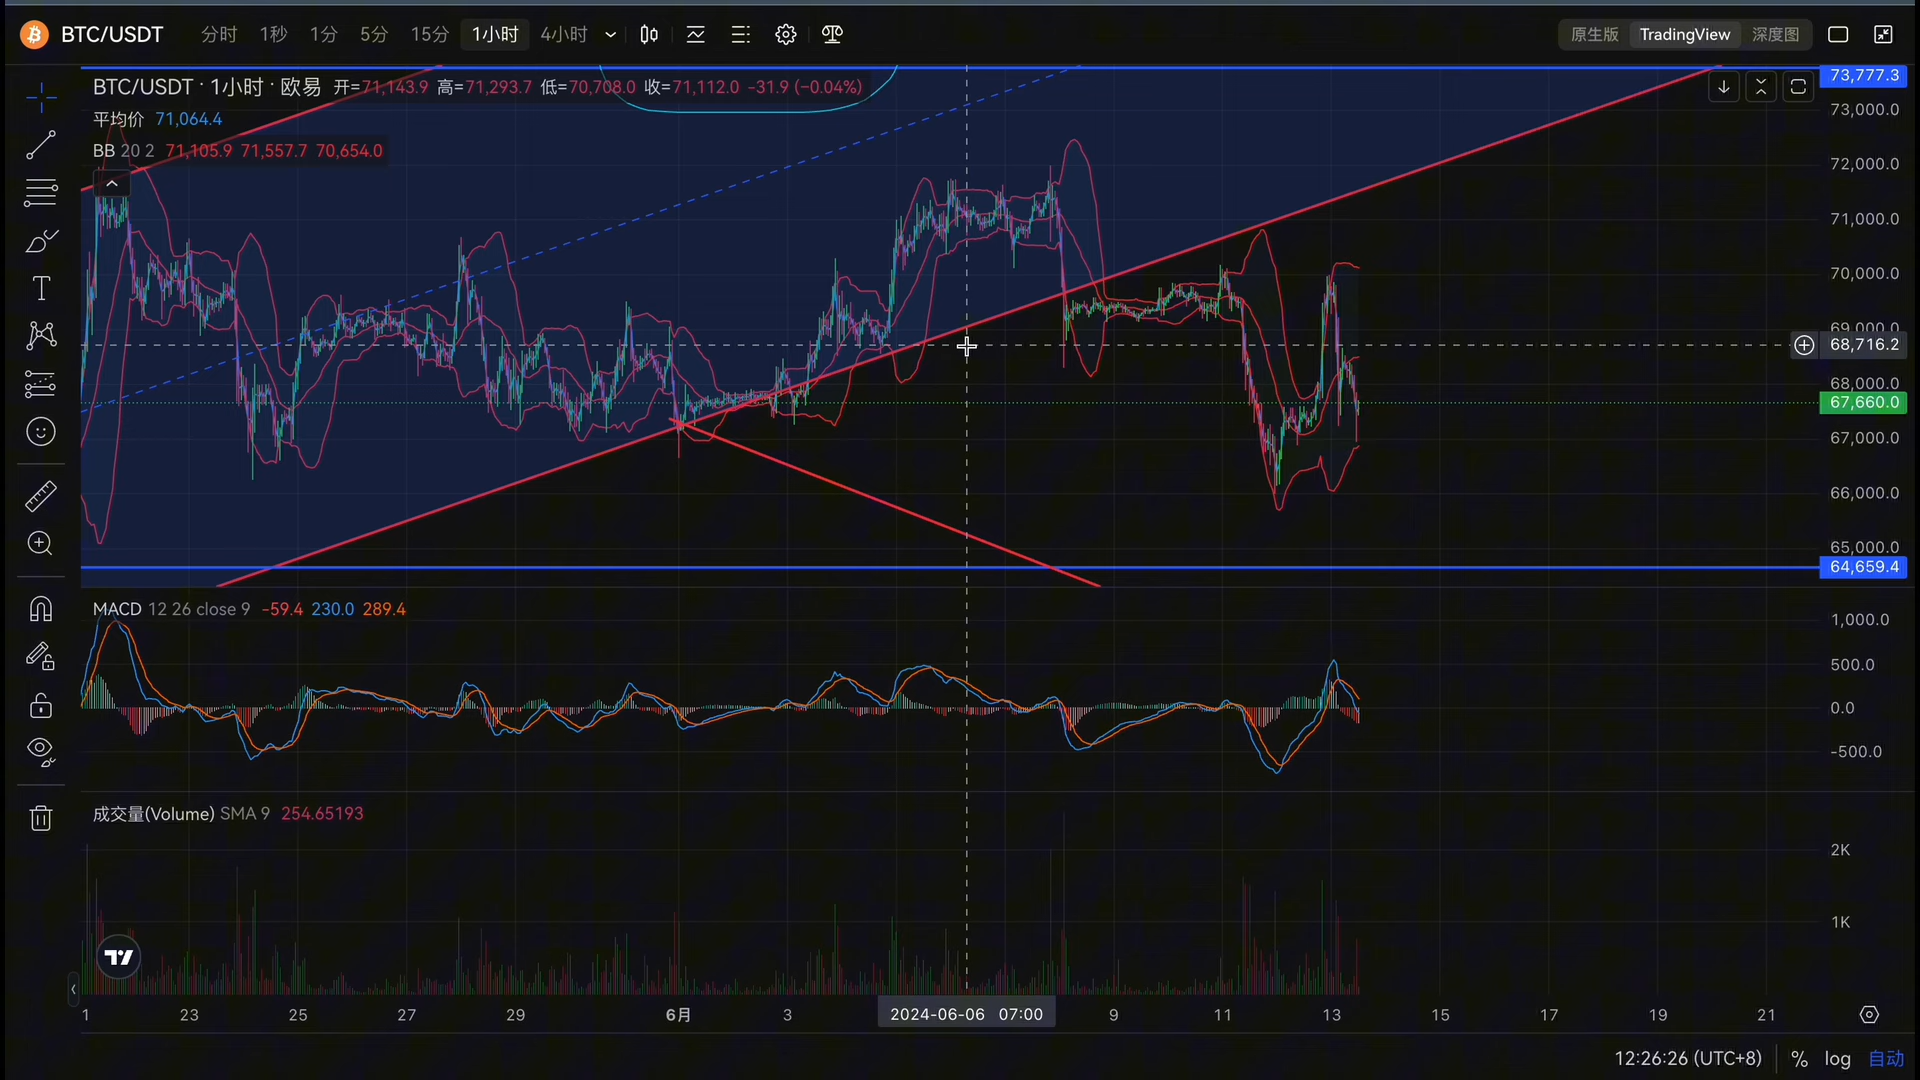 BTC/USDT 分时 1秒 1分 5分 15分 1小时 4小时 原生版 TradingView 深度图
BTC/USDT · 1小时 · 欧易 开=71,143.9 高=71,293.7 低=70,708.0 收=71,112.0 -31.9 (−0.04%)
平均价 71,064.4
BB 20 2 71,105.9 71,557.7 70,654.0
73,777.3
73,000.0
72,000.0
71,000.0
70,000.0
69,000.0
68,716.2
68,000.0
67,660.0
67,000.0
66,000.0
65,000.0
64,659.4
MACD 12 26 close 9 −59.4 230.0 289.4
1,000.0
500.0
0.0
-500.0
成交量(Volume) SMA 9 254.65193
2K
1K
1 23 25 27 29 6月 3 2024-06-06 07:00 9 11 13 15 17 19 21
12:26:26 (UTC+8) % log 自动